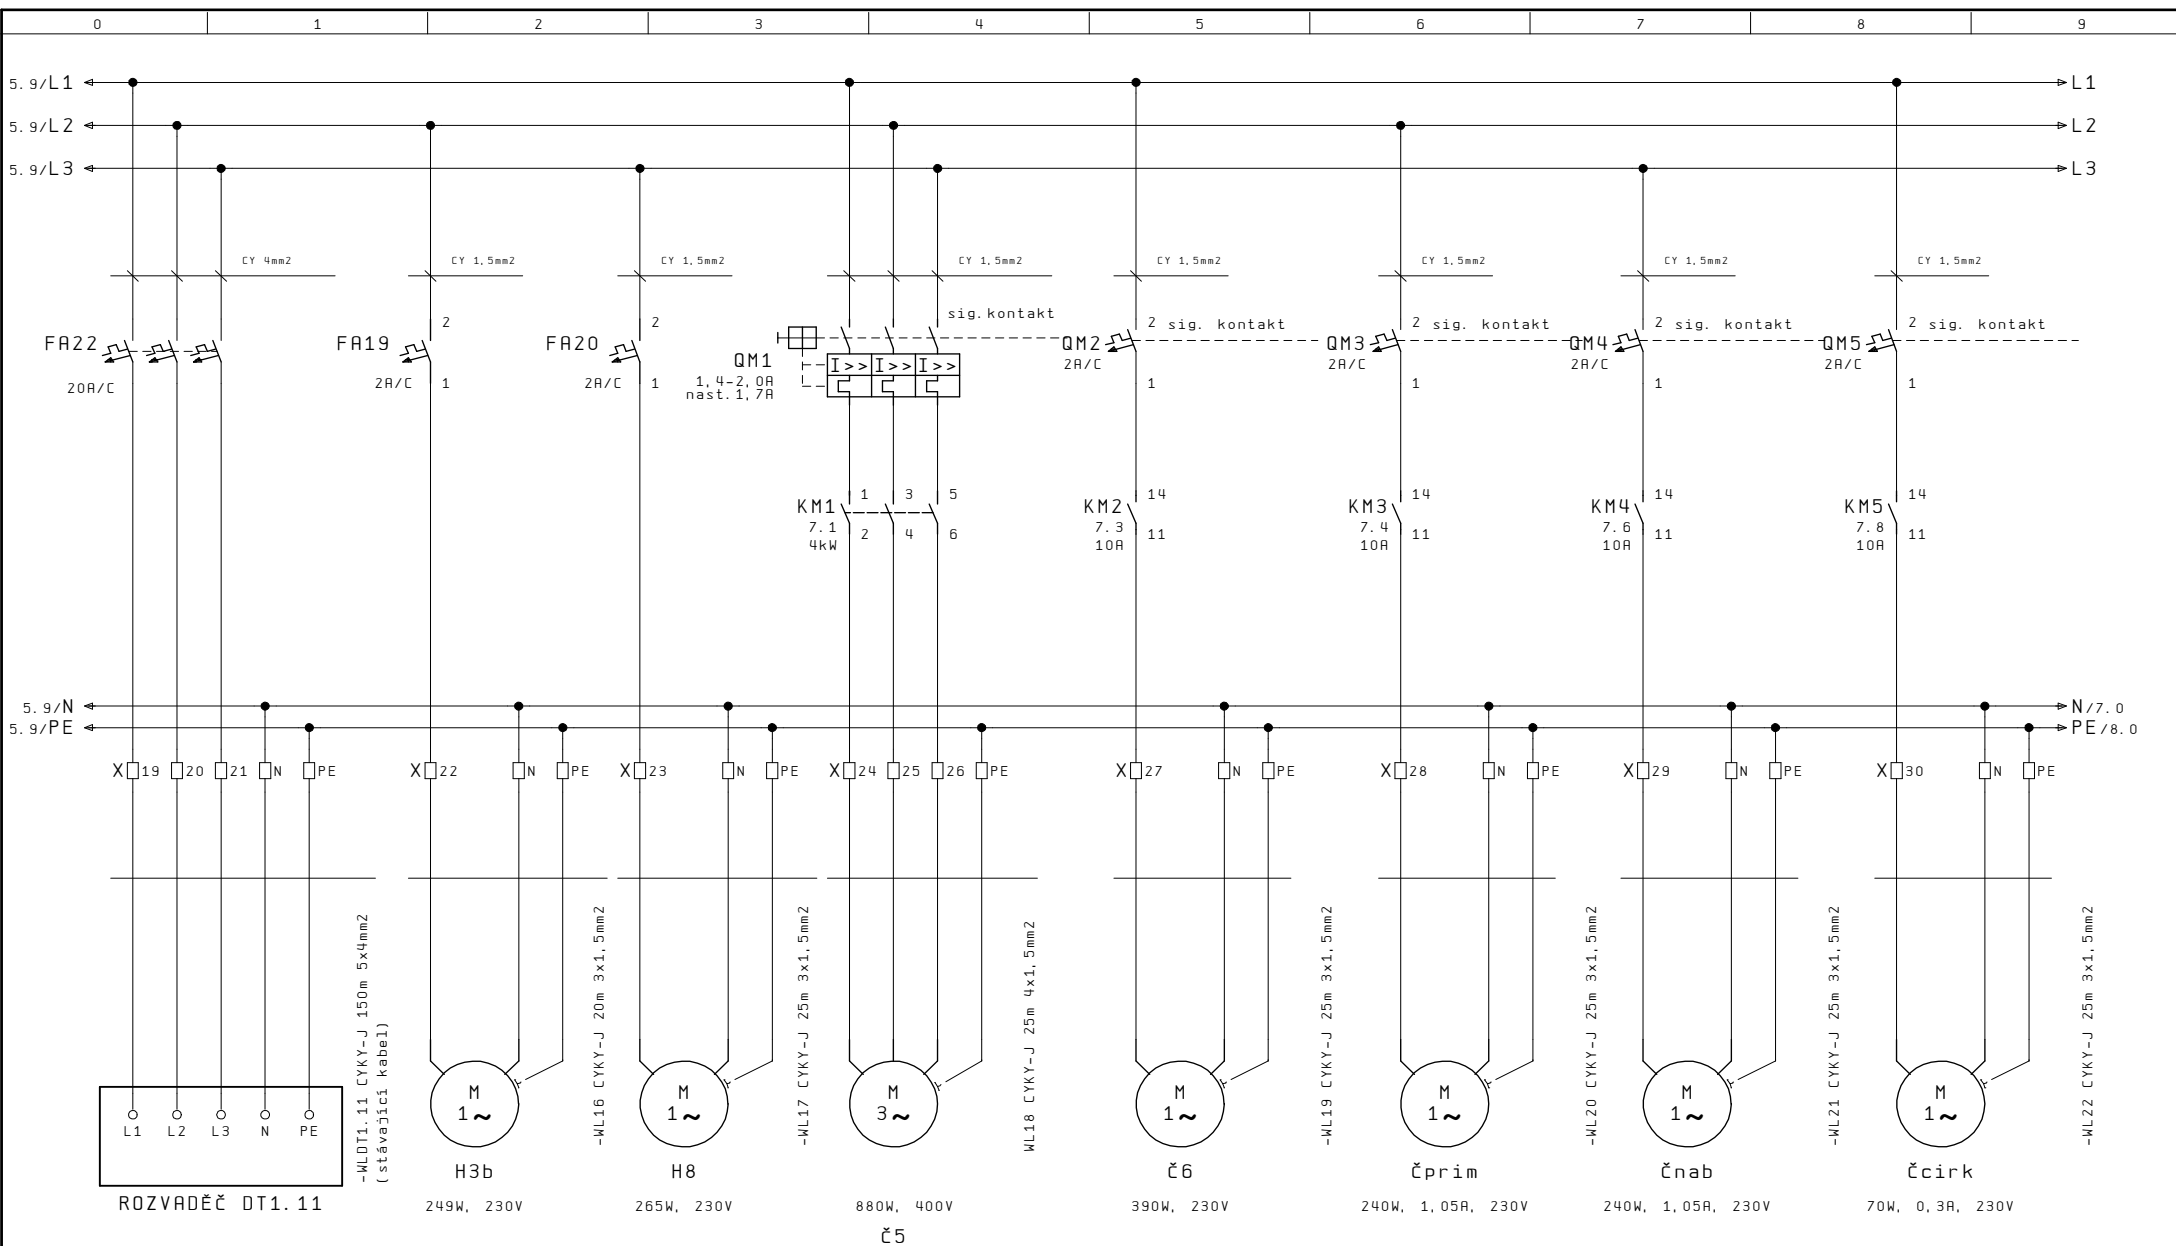 0 1 2 3 4 5 6 7 8 9
5.9/L1 L1
5.9/L2 L2
5.9/L3 L3
CY 4mm2 CY 1,5mm2 CY 1,5mm2 CY 1,5mm2 CY 1,5mm2 CY 1,5mm2 CY 1,5mm2 CY 1,5mm2
sig.kontakt
2 2 2 sig. kontakt 2 sig. kontakt 2 sig. kontakt 2 sig. kontakt
FA22 FA19 FA20 QM1 QM2 QM3 QM4 QM5
I>> I>> I>>
2A/C 2A/C 2A/C 2A/C
20A/C 2A/C 1 2A/C 1 1,4-2,0A 1 1 1 1
nast.1,7A
1 3 5 14 14 14 14
KM1 KM2 KM3 KM4 KM5
7.1 7.3 7.4 7.6 7.8
2 4 6 11 11 11 11
4kW 10A 10A 10A 10A
5.9/N N/7.0
5.9/PE PE/8.0
X 19 20 21 N PE X 22 N PE X 23 N PE X 24 25 26 PE X 27 N PE X 28 N PE X 29 N PE X 30 N PE
-WLDT1.11 CYKY-J 150m 5x4mm2
(stávající kabel)
-WL16 CYKY-J 20m 3x1,5mm2
-WL17 CYKY-J 25m 3x1,5mm2
WL18 CYKY-J 25m 4x1,5mm2
-WL19 CYKY-J 25m 3x1,5mm2
-WL20 CYKY-J 25m 3x1,5mm2
-WL21 CYKY-J 25m 3x1,5mm2
-WL22 CYKY-J 25m 3x1,5mm2
M M M M M M M
1~ 1~ 3~ 1~ 1~ 1~ 1~
L1 L2 L3 N PE
H3b H8 Č6 Čprim Čnab Čcirk
ROZVADĚČ DT1.11
249W, 230V 265W, 230V 880W, 400V 390W, 230V 240W, 1,05A, 230V 240W, 1,05A, 230V 70W, 0,3A, 230V
Č5